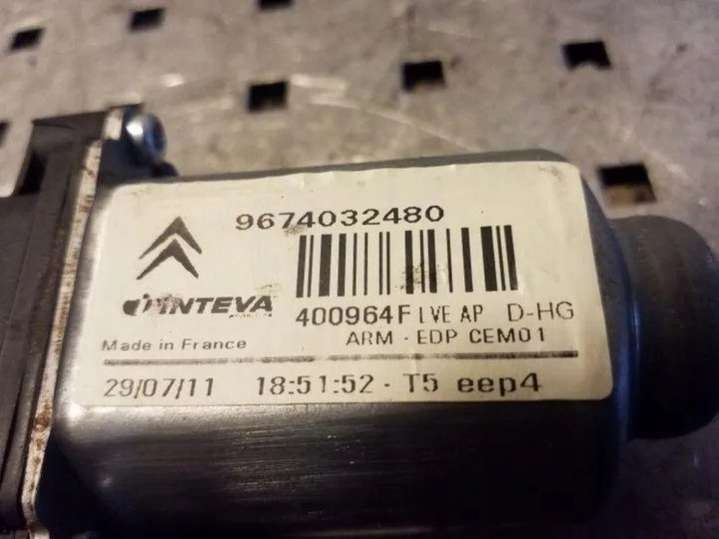 9674032480
INTEVA
400964F LVE AP D-HG
Made in France
ARM - EDP CEM01
29/07/11 18:51:52 - T5 eep4